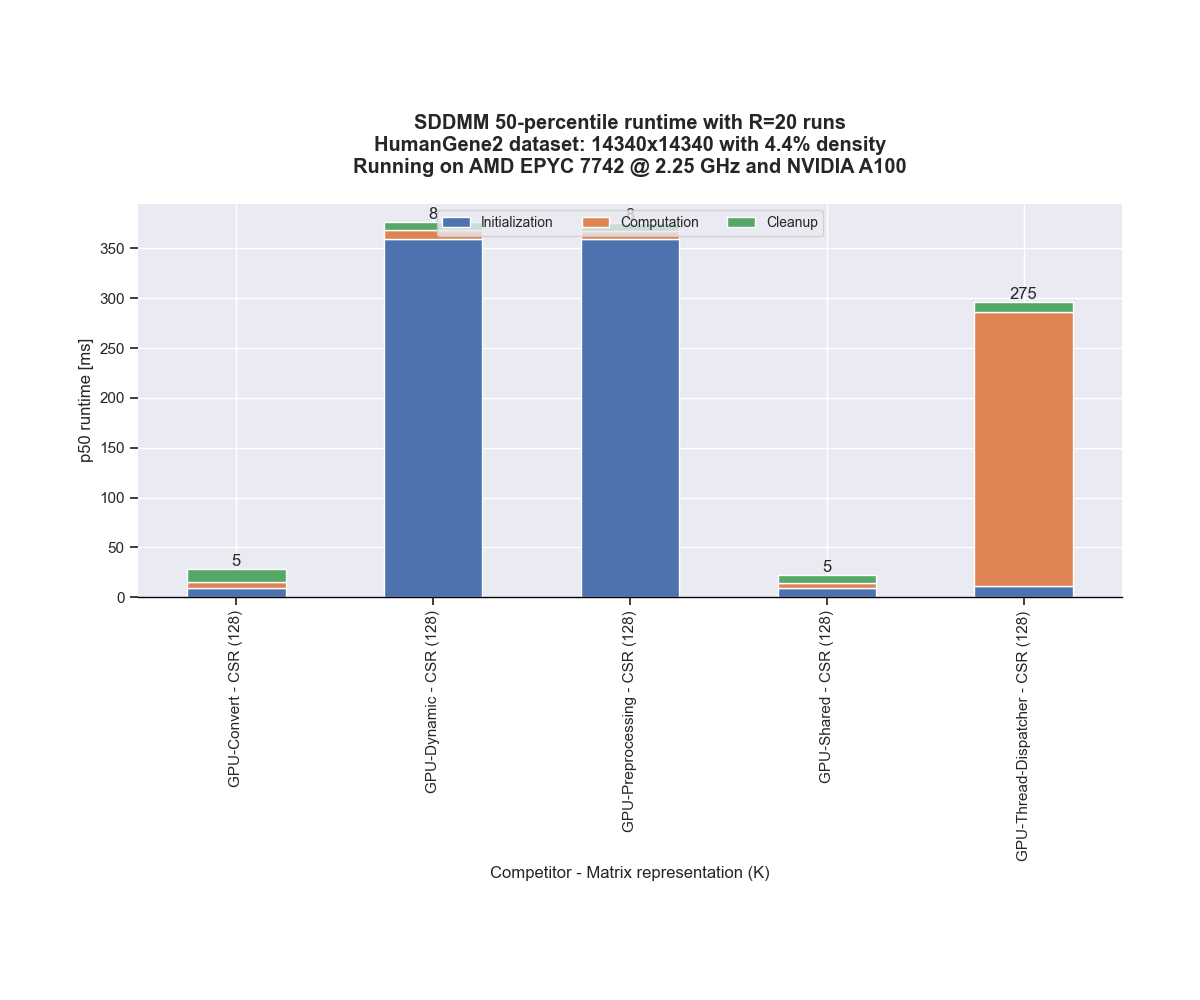 SDDMM 50-percentile runtime with R=20 runs
HumanGene2 dataset: 14340x14340 with 4.4% density
Running on AMD EPYC 7742 @ 2.25 GHz and NVIDIA A100
8
Initialization
Computation
Cleanup
350
300
250
200
150
100
50
0
p50 runtime [ms]
5
5
275
GPU-Convert - CSR (128)
GPU-Dynamic - CSR (128)
GPU-Preprocessing - CSR (128)
GPU-Shared - CSR (128)
GPU-Thread-Dispatcher - CSR (128)
Competitor - Matrix representation (K)